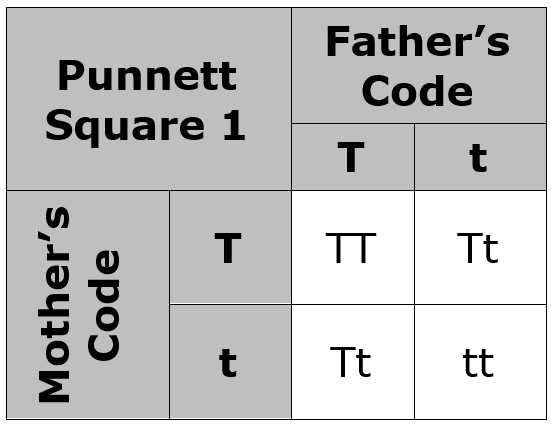 Punnett
Square 1
Father’s
Code
T
t
Mother’s
Code
T
TT
Tt
t
Tt
tt